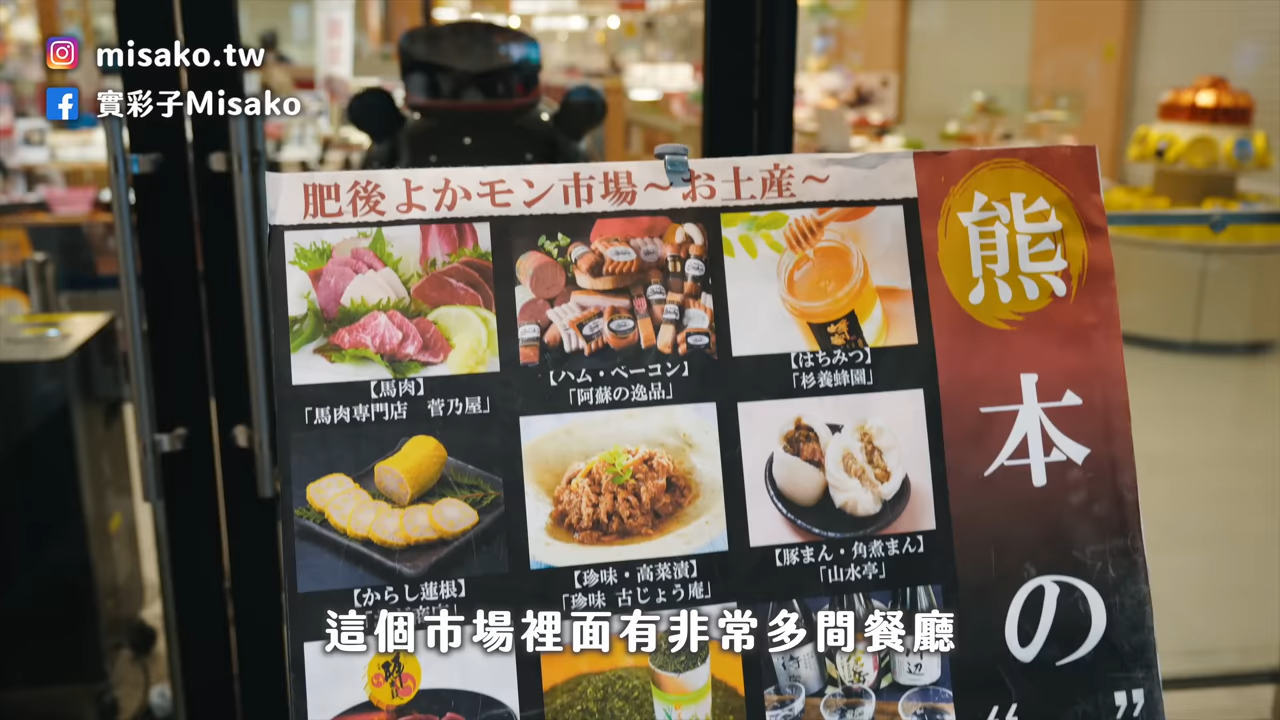 misako.tw
實彩子Misako
肥後よかモン市場～お土産～
【馬肉】
「馬肉専門店 菅乃屋」
【ハム・ベーコン】
「阿蘇の逸品」
【はちみつ】
「杉養蜂園」
【からし蓮根】
【珍味・高菜漬】
「珍味 古じょう庵」
【豚まん・角煮まん】
「山水亭」
熊本の
“ ”
這個市場裡面有非常多間餐廳